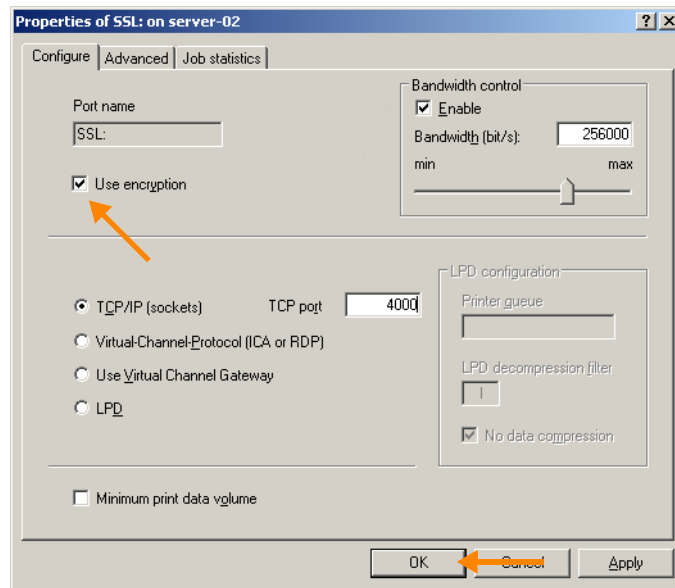 Properties of SSL: on server-02
Configure Advanced Job statistics
Port name
SSL:
Use encryption
Bandwidth control
Enable
Bandwidth (bit/s): 256000
min max
TCP/IP (sockets) TCP port 4000
Virtual-Channel-Protocol (ICA or RDP)
Use Virtual Channel Gateway
LPD
LPD configuration
Printer queue
LPD decompression filter
I
No data compression
Minimum print data volume
OK Cancel Apply